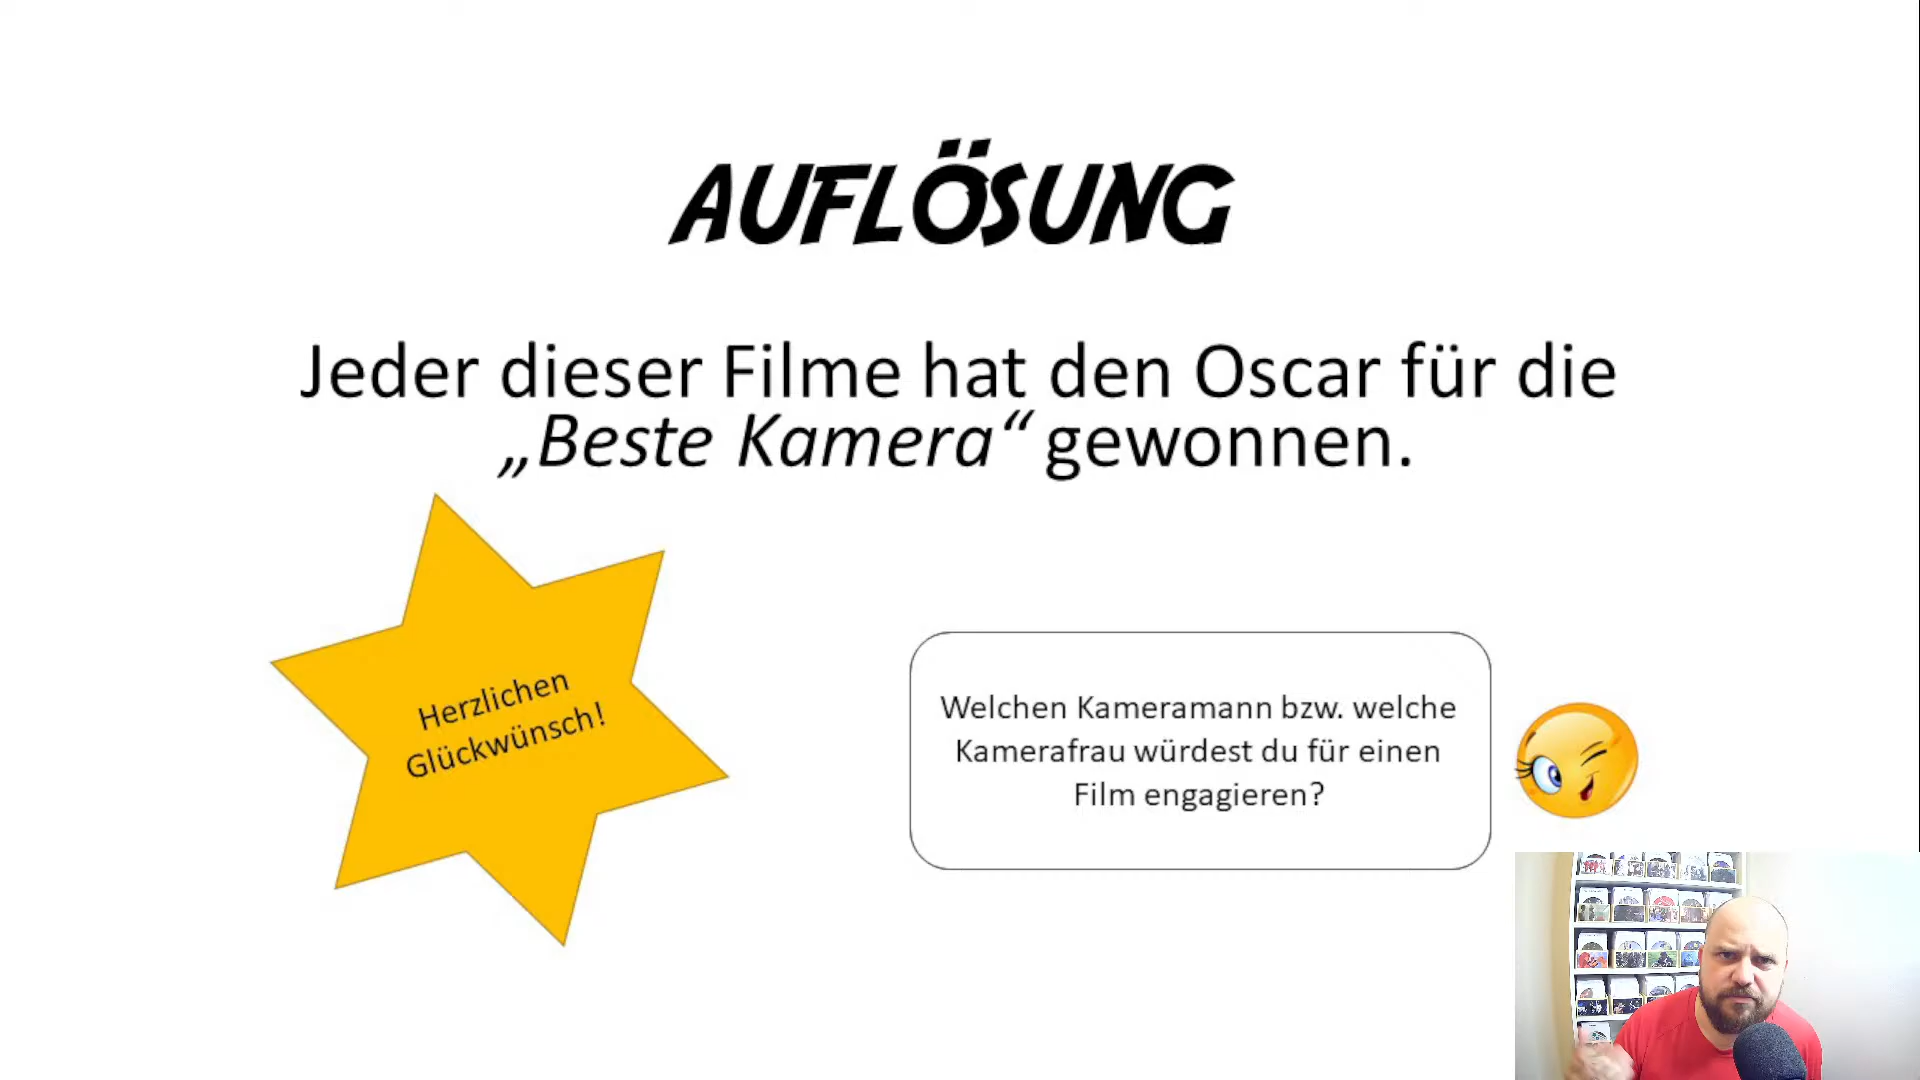 AUFLÖSUNG
Jeder dieser Filme hat den Oscar für die
„Beste Kamera“ gewonnen.
Herzlichen
Glückwünsch!
Welchen Kameramann bzw. welche
Kamerafrau würdest du für einen
Film engagieren?